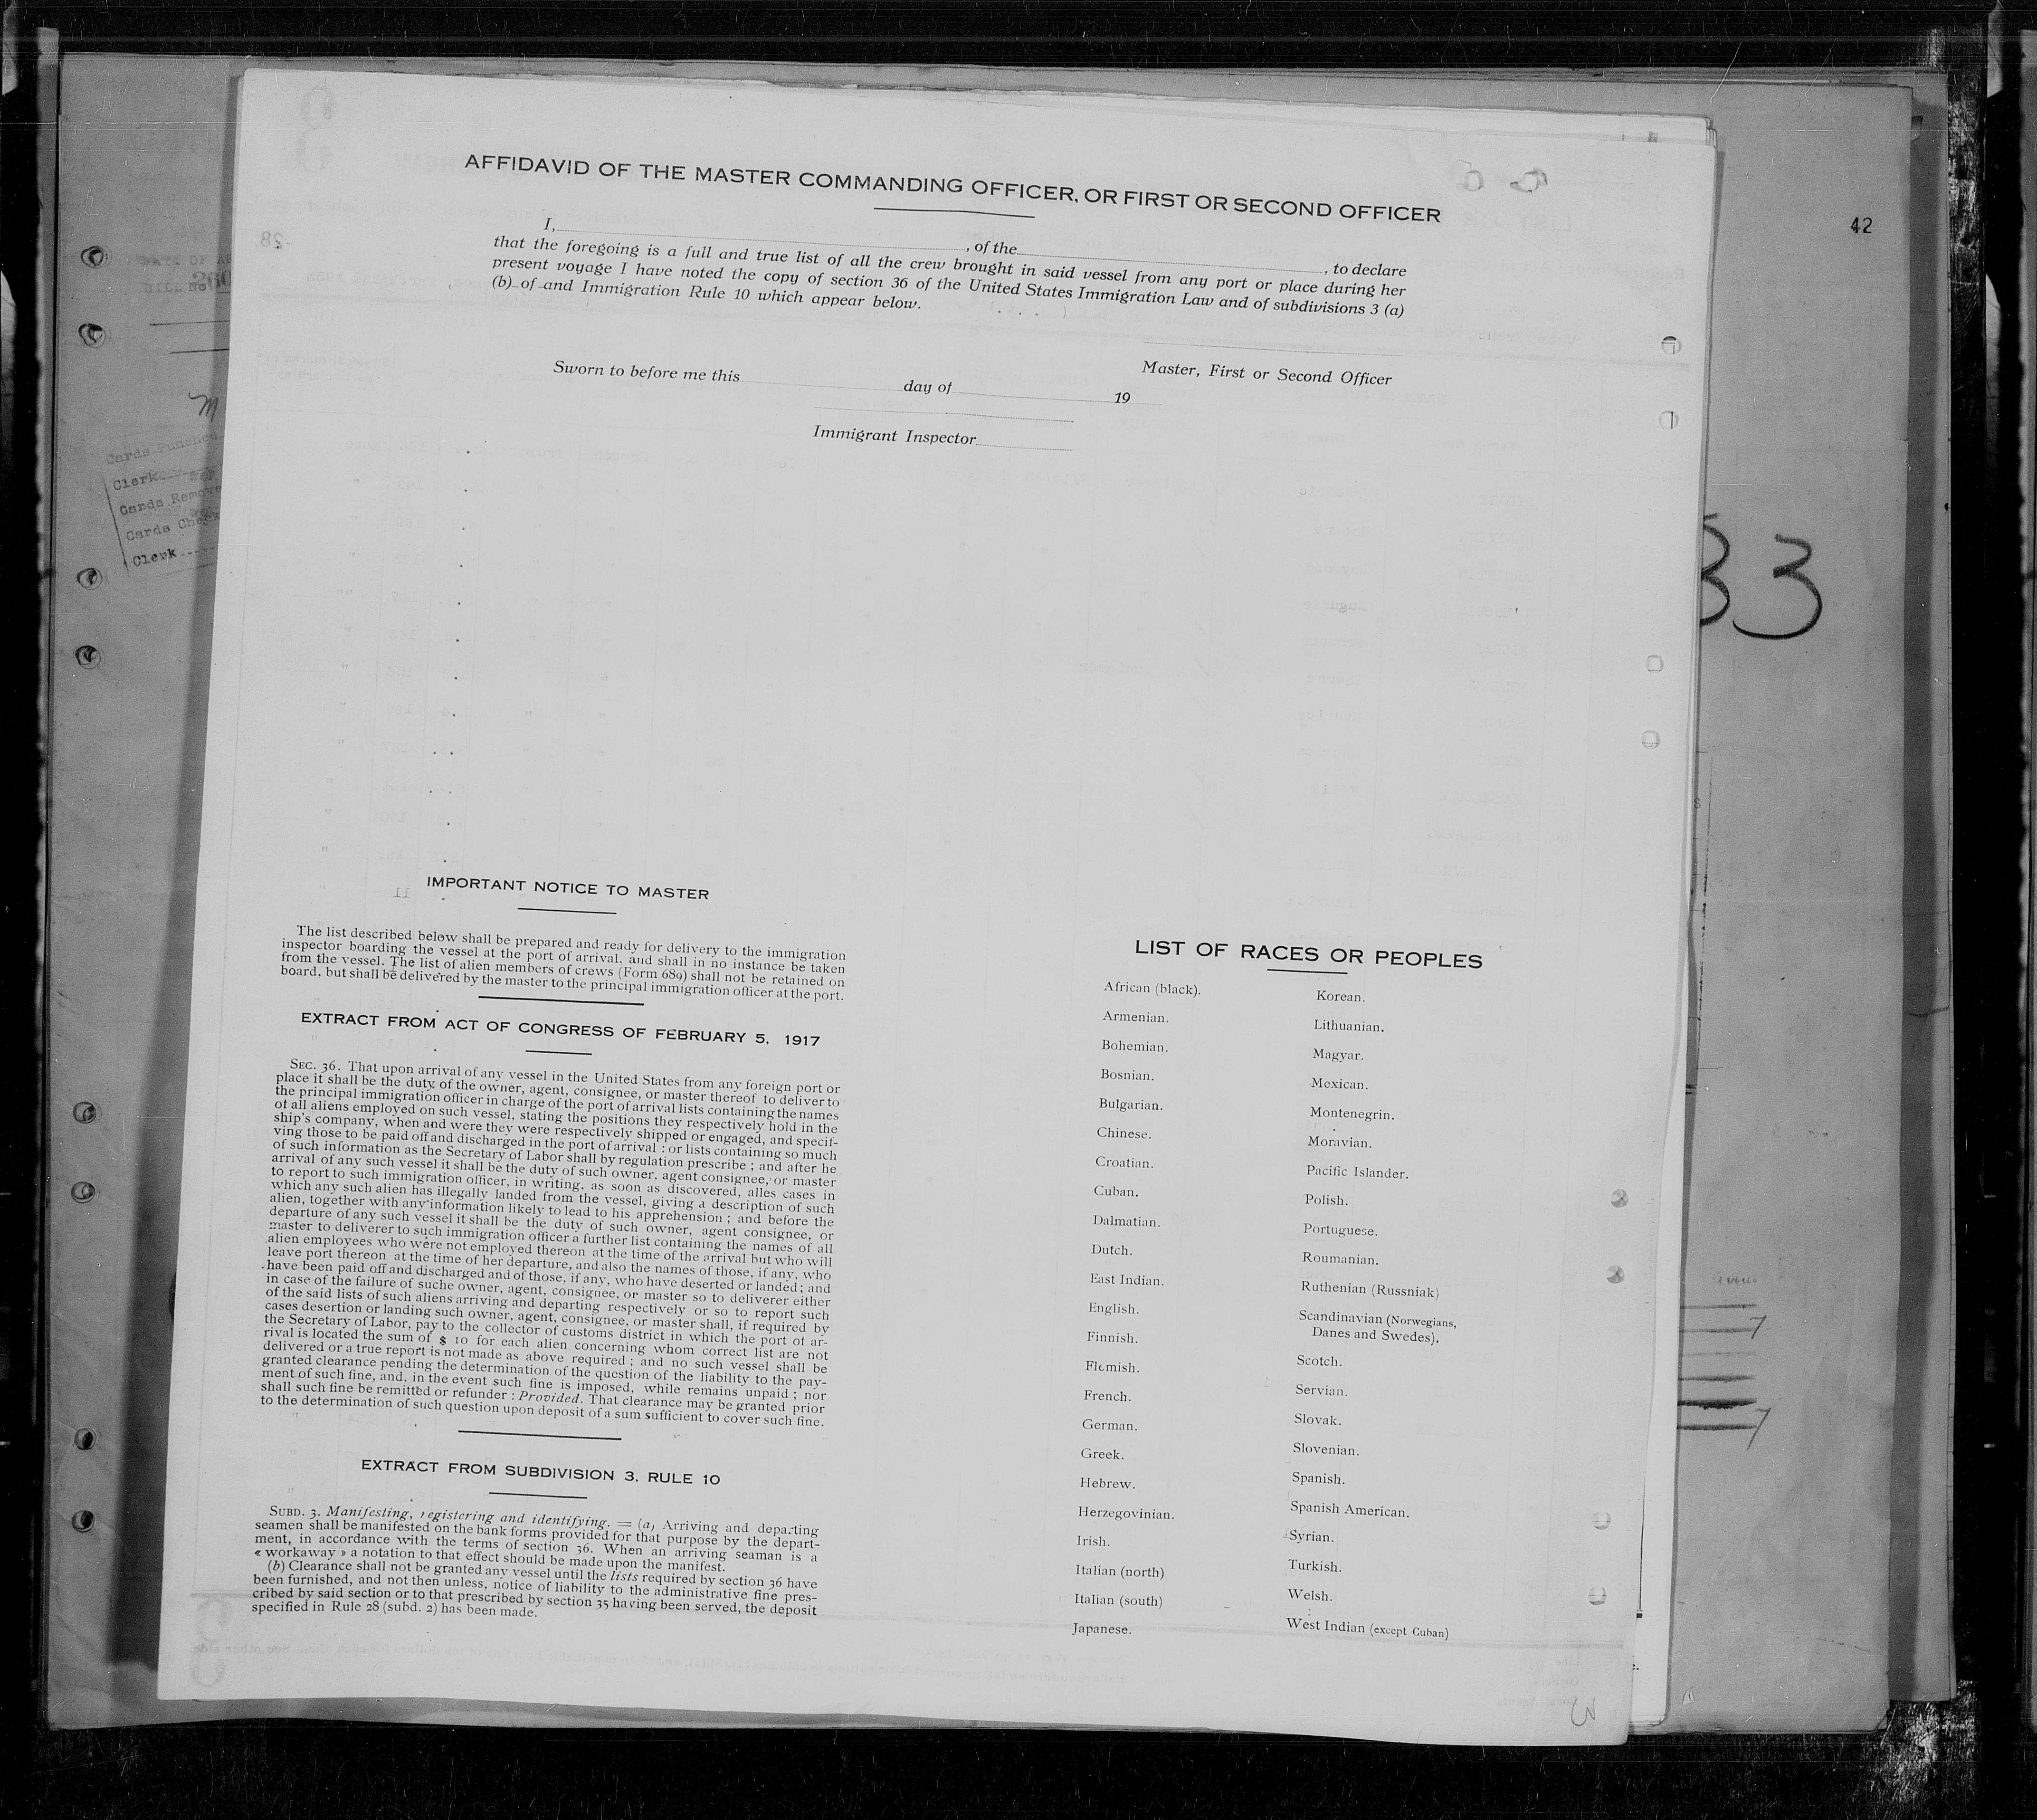 AFFIDAVID OF THE MASTER COMMANDING OFFICER, OR FIRST OR SECOND OFFICER
42
I, , of the , to declare
that the foregoing is a full and true list of all the crew brought in said vessel from any port or place during her
present voyage I have noted the copy of section 36 of the United States Immigration Law and of subdivisions 3 (a)
(b) of and Immigration Rule 10 which appear below.
Master, First or Second Officer
Sworn to before me this day of 19
Immigrant Inspector
Cards Punched
Clerk
Cards Remove
Cards Check
Clerk
33
IMPORTANT NOTICE TO MASTER
The list described below shall be prepared and ready for delivery to the immigration
inspector boarding the vessel at the port of arrival, and shall in no instance be taken
from the vessel. The list of alien members of crews (Form 689) shall not be retained on
board, but shall be delivered by the master to the principal immigration officer at the port.
EXTRACT FROM ACT OF CONGRESS OF FEBRUARY 5, 1917
SEC. 36. That upon arrival of any vessel in the United States from any foreign port or
place it shall be the duty of the owner, agent, consignee, or master thereof to deliver to
the principal immigration officer in charge of the port of arrival lists containing the names
of all aliens employed on such vessel, stating the positions they respectively hold in the
ship's company, when and were they were respectively shipped or engaged, and specif-
ving those to be paid off and discharged in the port of arrival : or lists containing so much
of such information as the Secretary of Labor shall by regulation prescribe ; and after he
arrival of any such vessel it shall be the duty of such owner, agent consignee, or master
to report to such immigration officer, in writing, as soon as discovered, alles cases in
which any such alien has illegally landed from the vessel, giving a description of such
alien, together with any information likely to lead to his apprehension ; and before the
departure of any such vessel it shall be the duty of such owner, agent consignee, or
master to deliverer to such immigration officer a further list containing the names of all
alien employees who were not employed thereon at the time of the arrival but who will
leave port thereon at the time of her departure, and also the names of those, if any, who
have been paid off and discharged and of those, if any, who have deserted or landed; and
in case of the failure of suche owner, agent, consignee, or master so to deliverer either
of the said lists of such aliens arriving and departing respectively or so to report such
cases desertion or landing such owner, agent, consignee, or master shall, if required by
the Secretary of Labor, pay to the collector of customs district in which the port of ar-
rival is located the sum of $ 10 for each alien concerning whom correct list are not
delivered or a true report is not made as above required ; and no such vessel shall be
granted clearance pending the determination of the question of the liability to the pay-
ment of such fine, and, in the event such fine is imposed, while remains unpaid ; nor
shall such fine be remitted or refunder : Provided. That clearance may be granted prior
to the determination of such question upon deposit of a sum sufficient to cover such fine.
EXTRACT FROM SUBDIVISION 3, RULE 10
SUBD. 3. Manifesting, registering and identifying. = (a) Arriving and departing
seamen shall be manifested on the bank forms provided for that purpose by the depart-
ment, in accordance with the terms of section 36. When an arriving seaman is a
« workaway » a notation to that effect should be made upon the manifest.
(b) Clearance shall not be granted any vessel until the lists required by section 36 have
been furnished, and not then unless, notice of liability to the administrative fine pres-
cribed by said section or to that prescribed by section 35 having been served, the deposit
specified in Rule 28 (subd. 2) has been made.
LIST OF RACES OR PEOPLES
African (black).
Armenian.
Bohemian.
Bosnian.
Bulgarian.
Chinese.
Croatian.
Cuban.
Dalmatian.
Dutch.
East Indian.
English.
Finnish.
Flemish.
French.
German.
Greek.
Hebrew.
Herzegovinian.
Irish.
Italian (north)
Italian (south)
Japanese.
Korean.
Lithuanian.
Magyar.
Mexican.
Montenegrin.
Moravian.
Pacific Islander.
Polish.
Portuguese.
Roumanian.
Ruthenian (Russniak)
Scandinavian (Norwegians,
Danes and Swedes).
Scotch.
Servian.
Slovak.
Slovenian.
Spanish.
Spanish American.
Syrian.
Turkish.
Welsh.
West Indian (except Cuban)